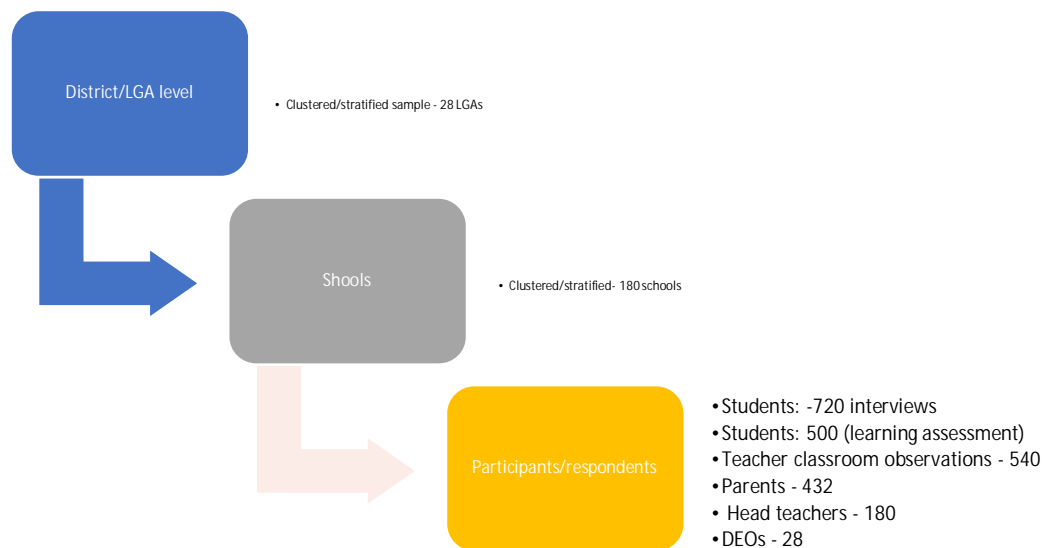 District/LGA level
• Clustered/stratified sample - 28 LGAs
Shools
• Clustered/stratified- 180 schools
Participants/respondents
• Students: -720 interviews
• Students: 500 (learning assessment)
• Teacher classroom observations - 540
• Parents - 432
• Head teachers - 180
• DEOs - 28